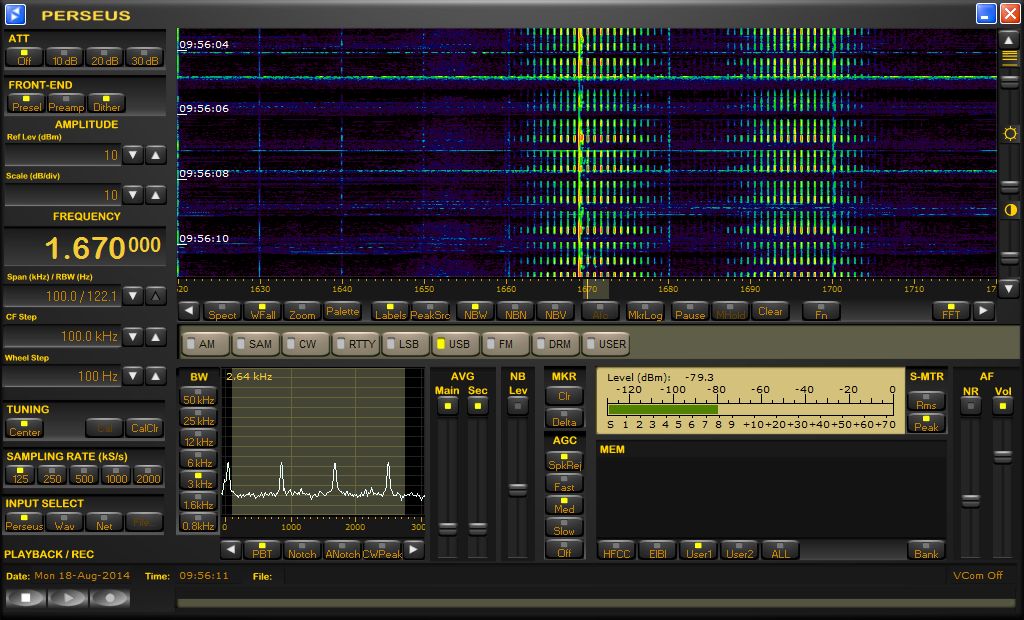 PERSEUS
ATT
Off 10 dB 20 dB 30 dB
FRONT-END
Presel Preamp Dither
AMPLITUDE
Ref Lev (dBm)
10
Scale (dB/div)
10
FREQUENCY
1.670000
Span (kHz) / RBW (Hz)
100.0 / 122.1
CF Step
100.0 kHz
Wheel Step
100 Hz
TUNING
Center Cal CalClr
SAMPLING RATE (kS/s)
125 250 500 1000 2000
INPUT SELECT
Perseus Wav Net File..
PLAYBACK / REC
09:56:04
09:56:06
09:56:08
09:56:10
20 1630 1640 1650 1660 1670 1680 1690 1700 1710 17
Spect WFall Zoom Palette Labels PeakSrc NBW NBN NBV Afc MkrLog Pause MHold Clear Fn FFT
AM SAM CW RTTY LSB USB FM DRM USER
BW
50 kHz
25 kHz
12 kHz
6 kHz
3 kHz
1.6kHz
0.8kHz
2.64 kHz
0 1000 2000 300
PBT Notch ANotch CWPeak
AVG
Main Sec
NB
Lev
MKR
Clr
Delta
AGC
SpkRej
Fast
Med
Slow
Off
Level (dBm): -79.3
-120 -100 -80 -60 -40 -20 0
S 1 2 3 4 5 6 7 8 9 +10+20+30+40+50+60+70
S-MTR
Rms
Peak
AF
NR Vol
MEM
HFCC EIBI User1 User2 ALL Bank
Date: Mon 18-Aug-2014 Time: 09:56:11 File:
VCom Off